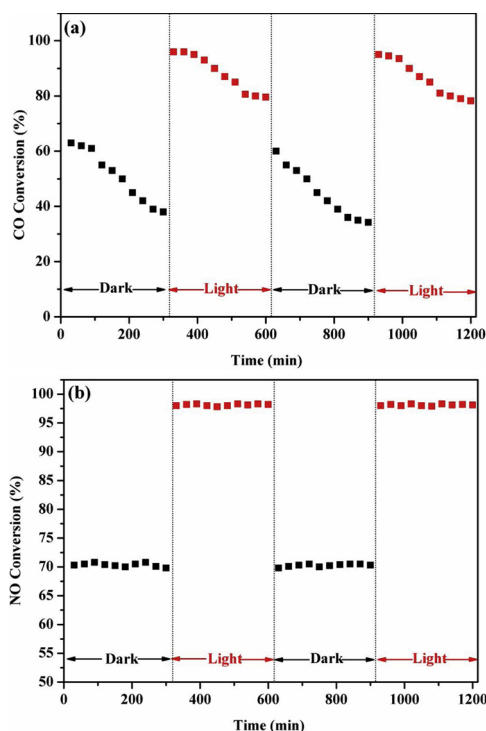 (a)
100
80
60
40
20
0
CO Conversion (%)
Dark Light Dark Light
0 200 400 600 800 1000 1200
Time (min)
(b)
100
95
90
85
80
75
70
65
60
55
50
NO Conversion (%)
Dark Light Dark Light
0 200 400 600 800 1000 1200
Time (min)